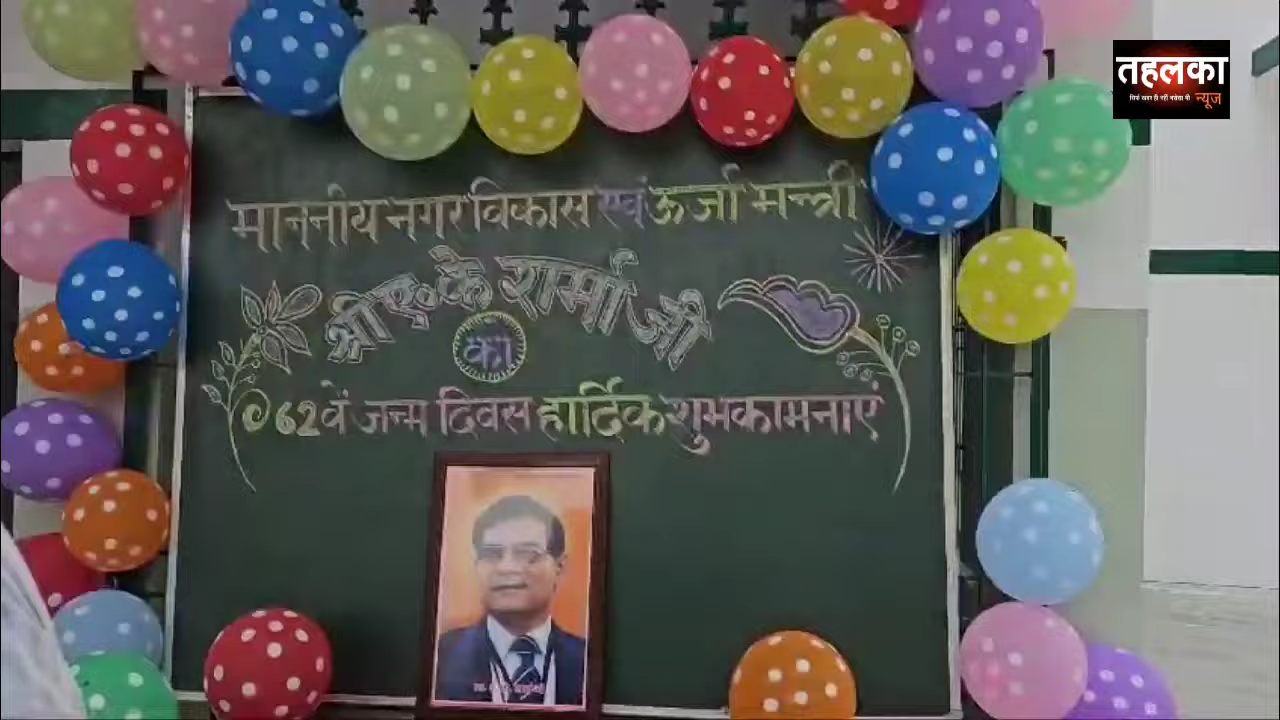 तहलका
न्यूज
माननीय नगर विकास एवं ऊर्जा मन्त्री
श्री ए॰के शर्मा जी
का
62वें जन्म दिवस हार्दिक शुभकामनाएं